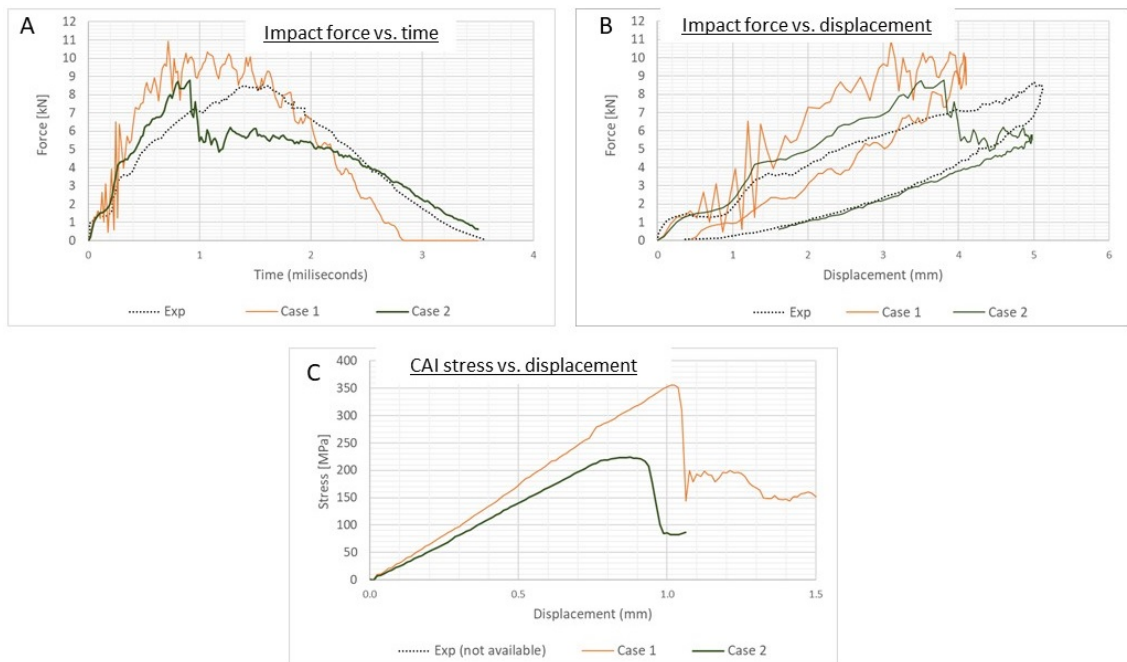 A
Impact force vs. time
Force [kN]
12
11
10
9
8
7
6
5
4
3
2
1
0
0 1 2 3 4
Time (miliseconds)
Exp Case 1 Case 2
B
Impact force vs. displacement
Force [kN]
12
11
10
9
8
7
6
5
4
3
2
1
0
0 1 2 3 4 5 6
Displacement (mm)
Exp Case 1 Case 2
C
CAI stress vs. displacement
Stress [MPa]
400
350
300
250
200
150
100
50
0
0.0 0.5 1.0 1.5
Displacement (mm)
Exp (not available) Case 1 Case 2